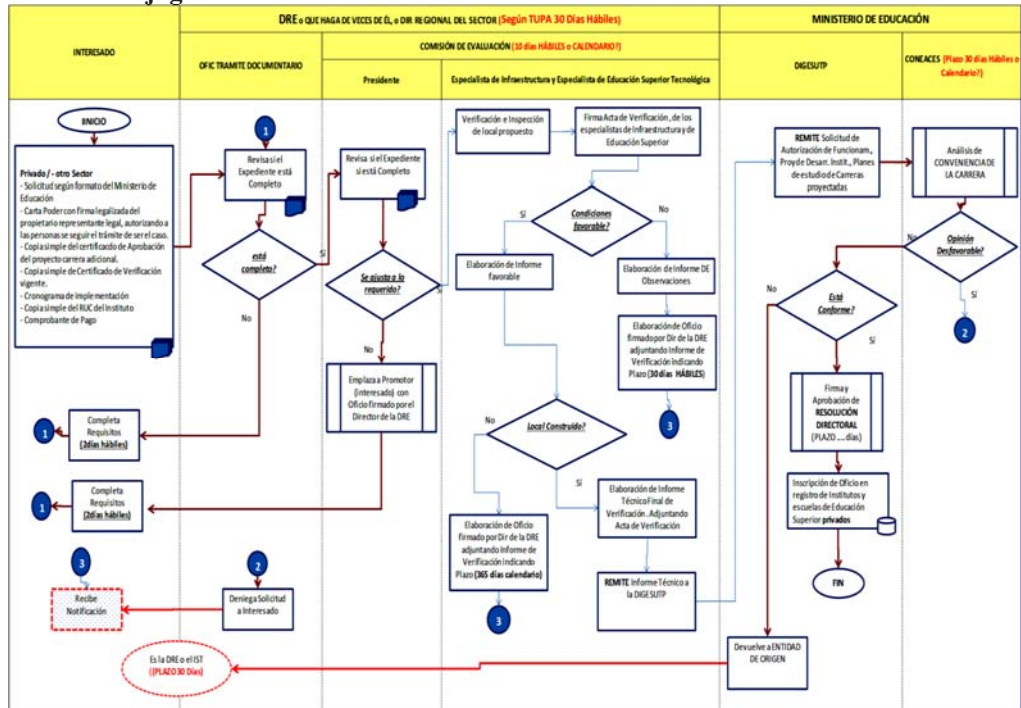 DRE o QUE HAGA DE VECES DE ÉL, o DIR REGIONAL DEL SECTOR (Según TUPA 30 Días Hábiles)
MINISTERIO DE EDUCACIÓN
INTERESADO
OFIC TRAMITE DOCUMENTARIO
COMISIÓN DE EVALUACIÓN (10 días HÁBILES o CALENDARIO?)
Presidente
Especialista de Infraestructura y Especialista de Educación Superior Tecnológica
DIGESUTP
CONEACES (Plazo 30 días Hábiles o
Calendario?)
INICIO
Privado / - otro Sector
- Solicitud según formato del Ministerio de
Educación
- Carta Poder con firma legalizada del
propietario representante legal, autorizando a
las personas se seguir el trámite de ser el caso.
- Copia simple del certificado de Aprobación
del proyecto carrera adicional.
- Copia simple de Certificado de Verificación
vigente.
- Cronograma de implementación
- Copia simple del RUC del Instituto
- Comprobante de Pago
1
Revisa si el
Expediente está
Completo
está
completo?
Sí
No
Revisa si el Expediente
si está Completo
Se ajusta a lo
requerido?
Sí
No
Emplaza a Promotor
(interesado) con
Oficio firmado por el
Director de la DRE
1
Completa
Requisitos
(2días hábiles)
1
Completa
Requisitos
(2días hábiles)
3
Recibe
Notificación
2
Deniega Solicitud
a Interesado
Es la DRE o el IST
((PLAZO 30 Días)
Verificación e Inspección
de local propuesto
Firma Acta de Verificación, de los
especialistas de Infraestructura y de
Educación Superior
Condiciones
favorable?
Sí
No
Elaboración de Informe
favorable
Elaboración de Informe DE
Observaciones
Elaboración de Oficio
firmado por Dir de la DRE
adjuntando Informe de
Verificación indicando
Plazo (30 días HÁBILES)
3
Local Construido?
No
Sí
Elaboración de Oficio
firmado por Dir de la DRE
adjuntando Informe de
Verificación indicando
Plazo (365 días calendario)
3
Elaboración de Informe
Técnico Final de
Verificación. Adjuntando
Acta de Verificación
REMITE Informe Técnico a
la DIGESUTP
REMITE Solicitud de
Autorización de Funcionam.,
Proy de Desarr. Instit., Planes
de estudio de Carreras
proyectadas
Análisis de
CONVENIENCIA DE
LA CARRERA
Opinión
Desfavorable?
No
Sí
2
Está
Conforme?
No
Sí
Firma y
Aprobación de
RESOLUCIÓN
DIRECTORAL
(PLAZO .... días)
Inscripción de Oficio en
registro de Institutos y
escuelas de Educación
Superior privados
FIN
Devuelve a ENTIDAD
DE ORIGEN